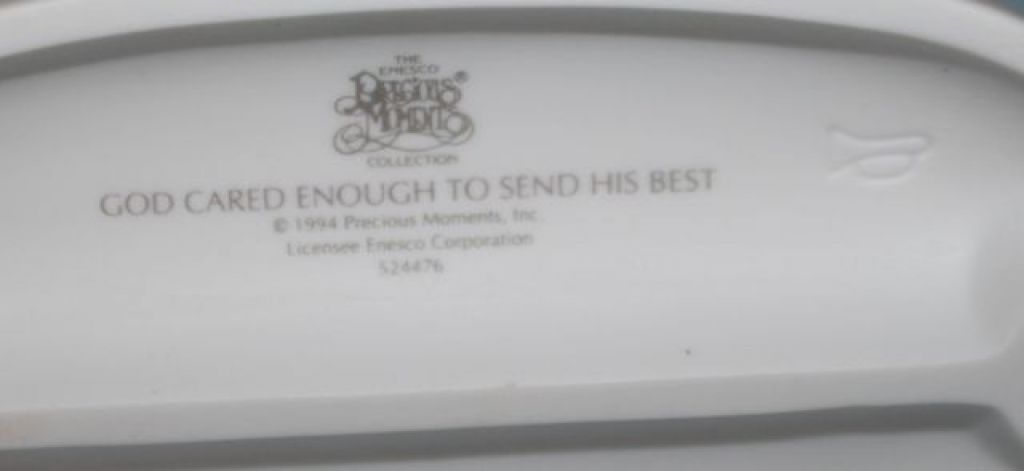 THE
ENESCO
PRECIOUS®
MOMENTS
COLLECTION
GOD CARED ENOUGH TO SEND HIS BEST
© 1994 Precious Moments, Inc.
Licensee Enesco Corporation
524476